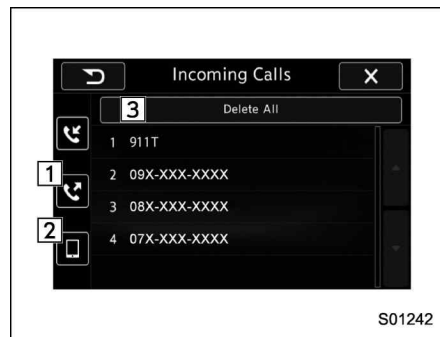 Incoming Calls
3 Delete All
1 911T
1
2 09X-XXX-XXXX
3 08X-XXX-XXXX
2
4 07X-XXX-XXXX
S01242